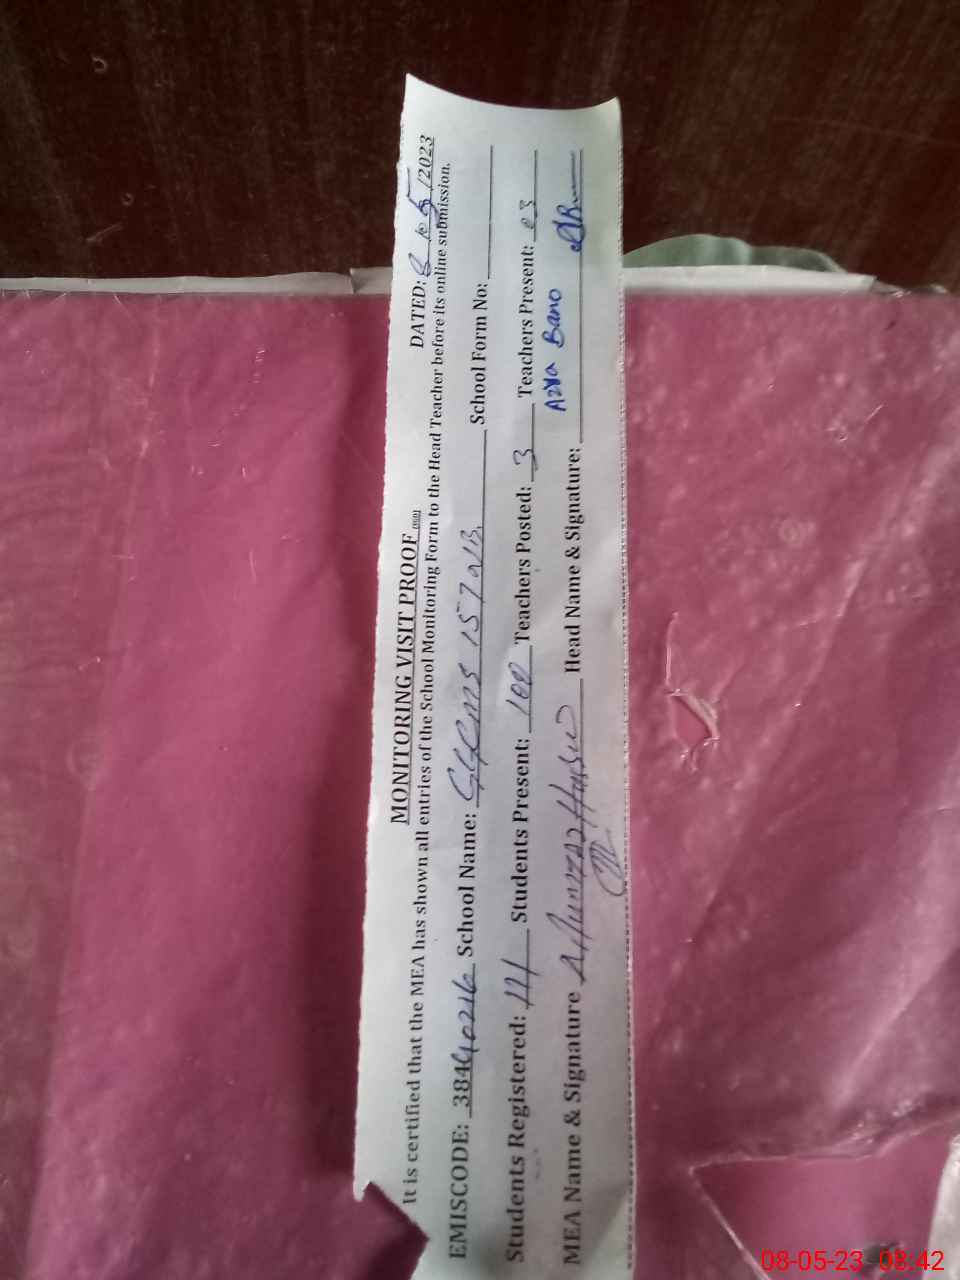 DATED: 8 / 5 /2023
MONITORING VISIT PROOF
It is certified that the MEA has shown all entries of the School Monitoring Form to the Head Teacher before its online submission.
EMISCODE: 38440216 School Name: GGCMS 157 NB School Form No:
Students Registered: 111 Students Present: 100 Teachers Posted: 3 Teachers Present: 03
MEA Name & Signature Head Name & Signature: Azra Bano
08-05-23 08:42